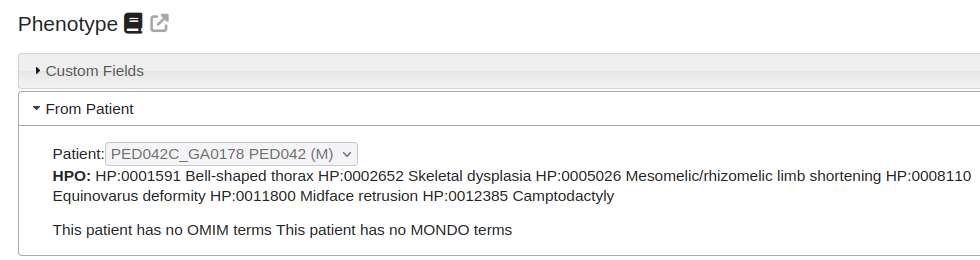 Phenotype
Custom Fields
From Patient
Patient: PED042C_GA0178 PED042 (M)
HPO: HP:0001591 Bell-shaped thorax HP:0002652 Skeletal dysplasia HP:0005026 Mesomelic/rhizomelic limb shortening HP:0008110
Equinovarus deformity HP:0011800 Midface retrusion HP:0012385 Camptodactyly
This patient has no OMIM terms This patient has no MONDO terms